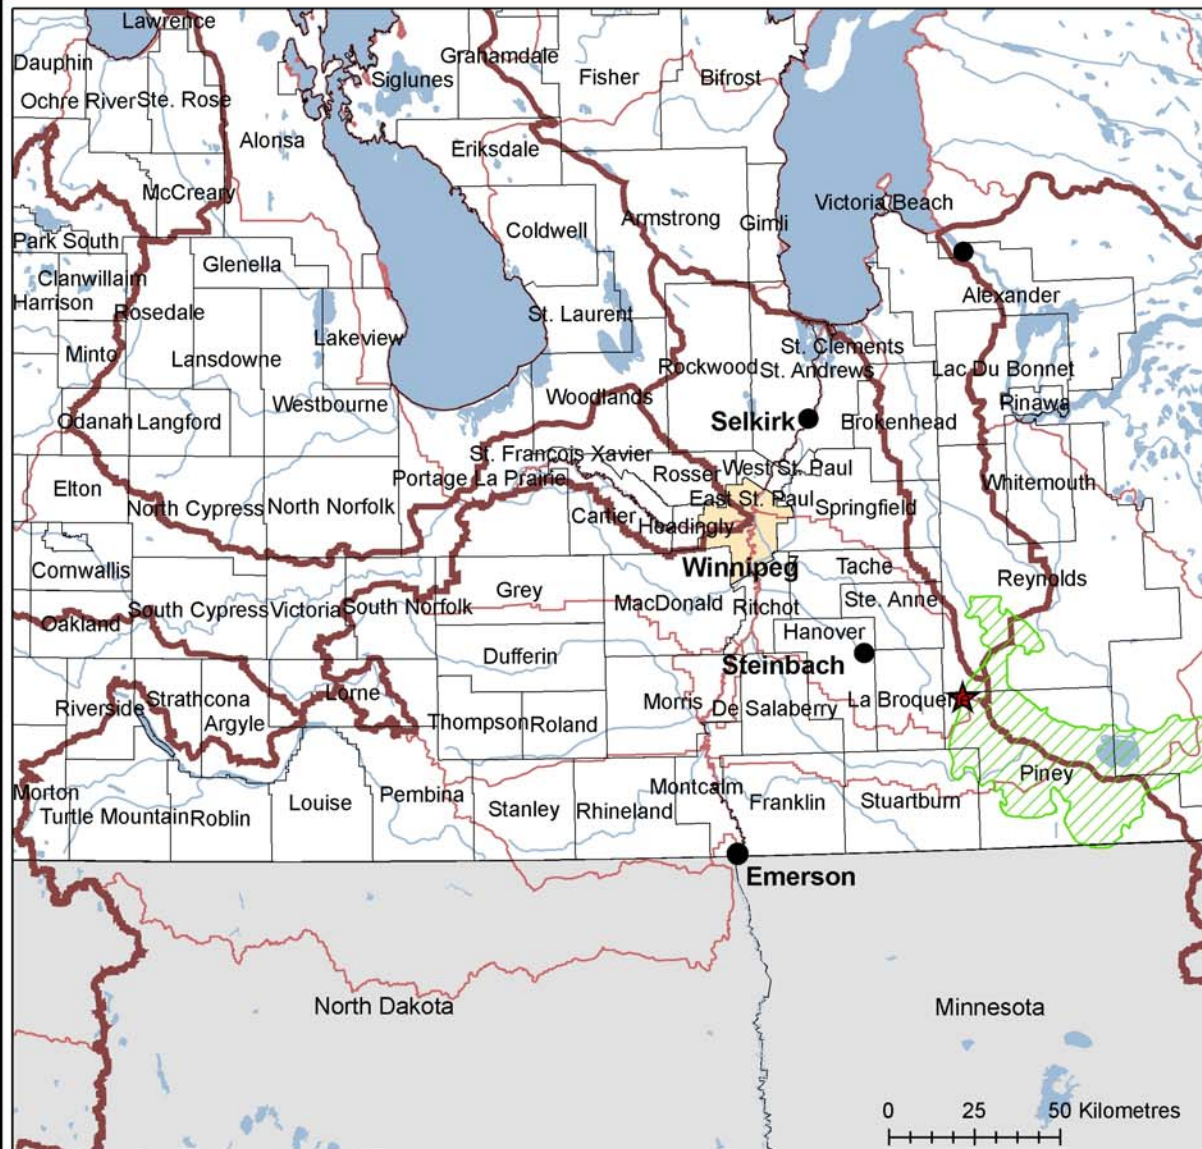 Lawrence
Dauphin
Grahamdale
Siglunes
Fisher
Bifrost
Ochre River
Ste. Rose
Alonsa
Eriksdale
McCreary
Victoria Beach
Armstrong
Gimli
Coldwell
Park South
Glenella
Clanwillaim
Harrison
Alexander
Rosedale
St. Laurent
Lakeview
St. Clements
Minto
Lansdowne
Rockwood
St. Andrews
Lac Du Bonnet
Woodlands
Westbourne
Pinawa
Odanah
Langford
Selkirk
Brokenhead
St. François Xavier
West St. Paul
Rosser
Portage La Prairie
Whitemouth
Elton
East St. Paul
North Cypress
North Norfolk
Springfield
Cartier
Headingly
Winnipeg
Tache
Cornwallis
Reynolds
Grey
Ste. Anne
MacDonald
Ritchot
South Cypress
Victoria
South Norfolk
Oakland
Hanover
Dufferin
Steinbach
Lorne
Strathcona
Riverside
Morris
De Salaberry
La Broquerie
Argyle
Thompson
Roland
Piney
Morton
Montcalm
Pembina
Louise
Franklin
Stuartburn
Stanley
Rhineland
Turtle Mountain
Roblin
Emerson
North Dakota
Minnesota
0 25 50 Kilometres